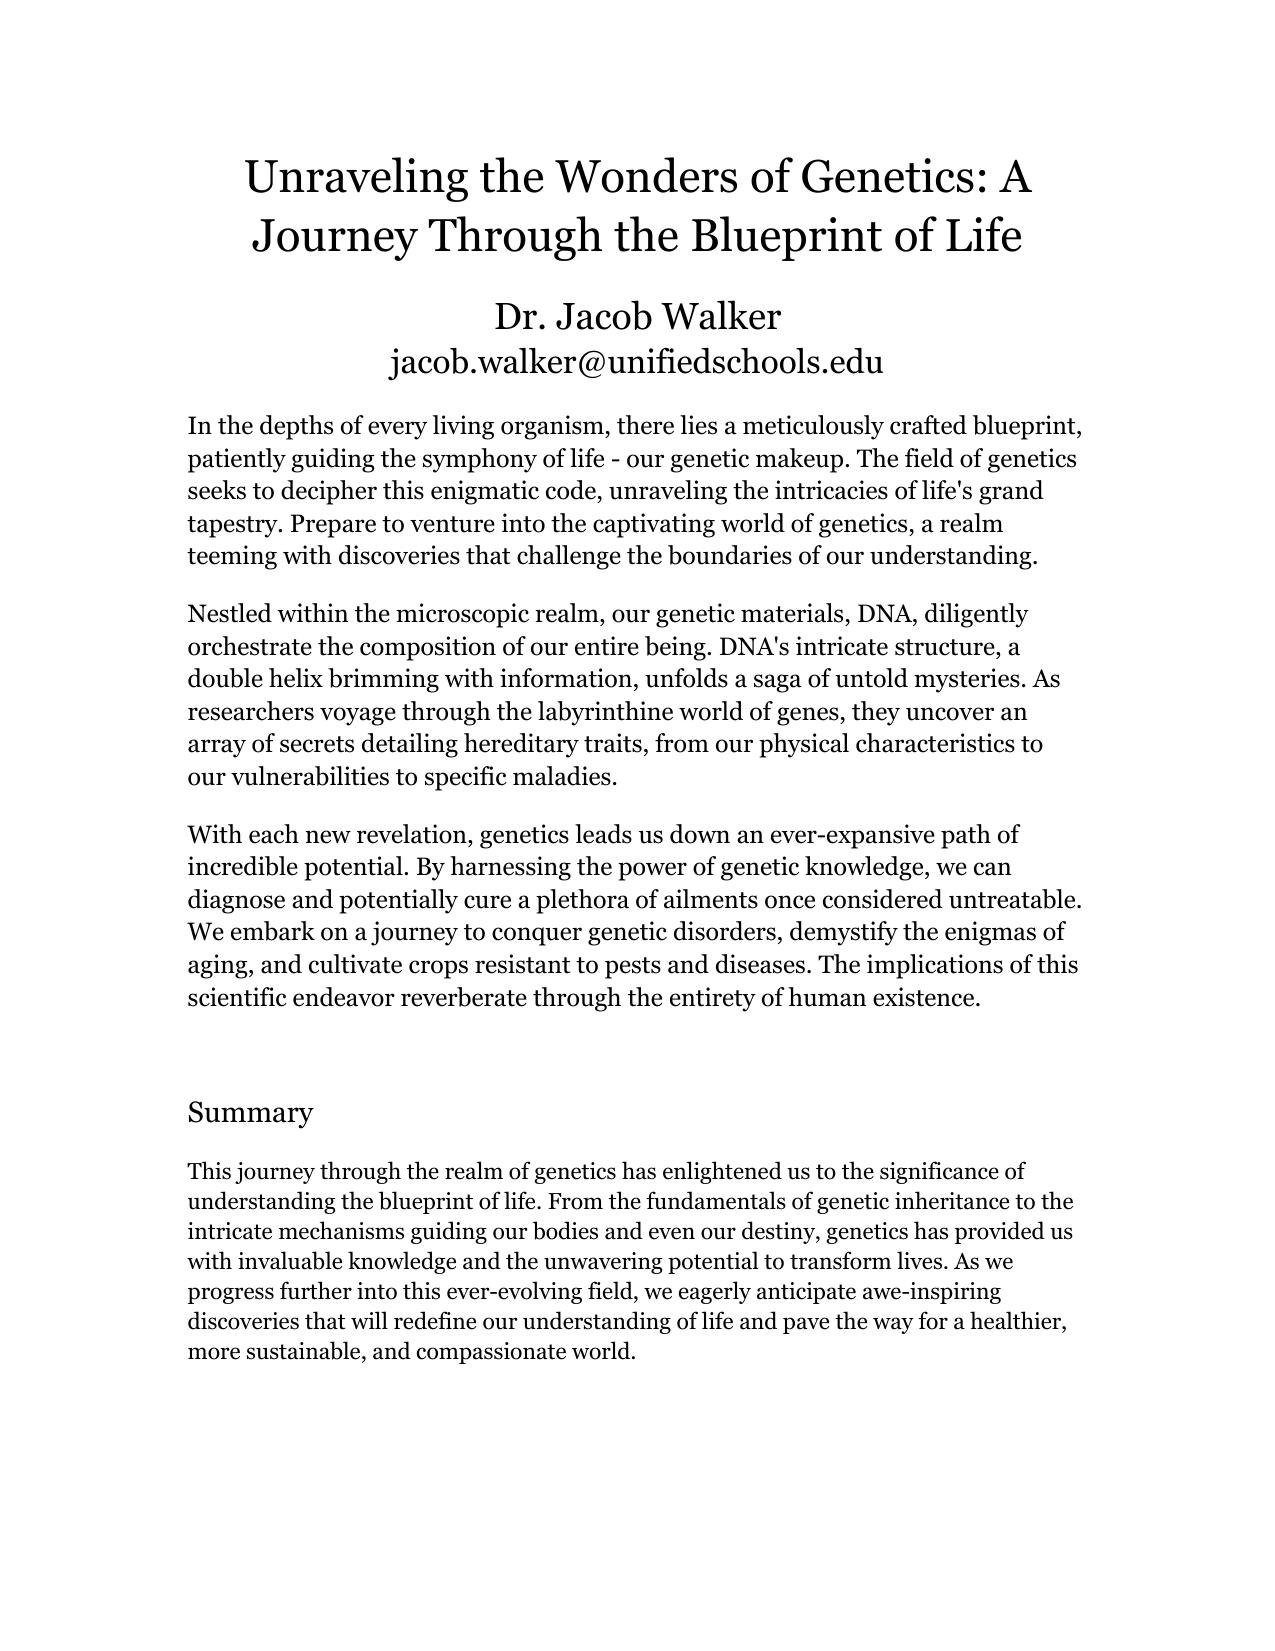 Unraveling the Wonders of Genetics: A
Journey Through the Blueprint of Life
Dr. Jacob Walker
jacob.walker@unifiedschools.edu
In the depths of every living organism, there lies a meticulously crafted blueprint,
patiently guiding the symphony of life - our genetic makeup. The field of genetics
seeks to decipher this enigmatic code, unraveling the intricacies of life's grand
tapestry. Prepare to venture into the captivating world of genetics, a realm
teeming with discoveries that challenge the boundaries of our understanding.
Nestled within the microscopic realm, our genetic materials, DNA, diligently
orchestrate the composition of our entire being. DNA's intricate structure, a
double helix brimming with information, unfolds a saga of untold mysteries. As
researchers voyage through the labyrinthine world of genes, they uncover an
array of secrets detailing hereditary traits, from our physical characteristics to
our vulnerabilities to specific maladies.
With each new revelation, genetics leads us down an ever-expansive path of
incredible potential. By harnessing the power of genetic knowledge, we can
diagnose and potentially cure a plethora of ailments once considered untreatable.
We embark on a journey to conquer genetic disorders, demystify the enigmas of
aging, and cultivate crops resistant to pests and diseases. The implications of this
scientific endeavor reverberate through the entirety of human existence.
Summary
This journey through the realm of genetics has enlightened us to the significance of
understanding the blueprint of life. From the fundamentals of genetic inheritance to the
intricate mechanisms guiding our bodies and even our destiny, genetics has provided us
with invaluable knowledge and the unwavering potential to transform lives. As we
progress further into this ever-evolving field, we eagerly anticipate awe-inspiring
discoveries that will redefine our understanding of life and pave the way for a healthier,
more sustainable, and compassionate world.